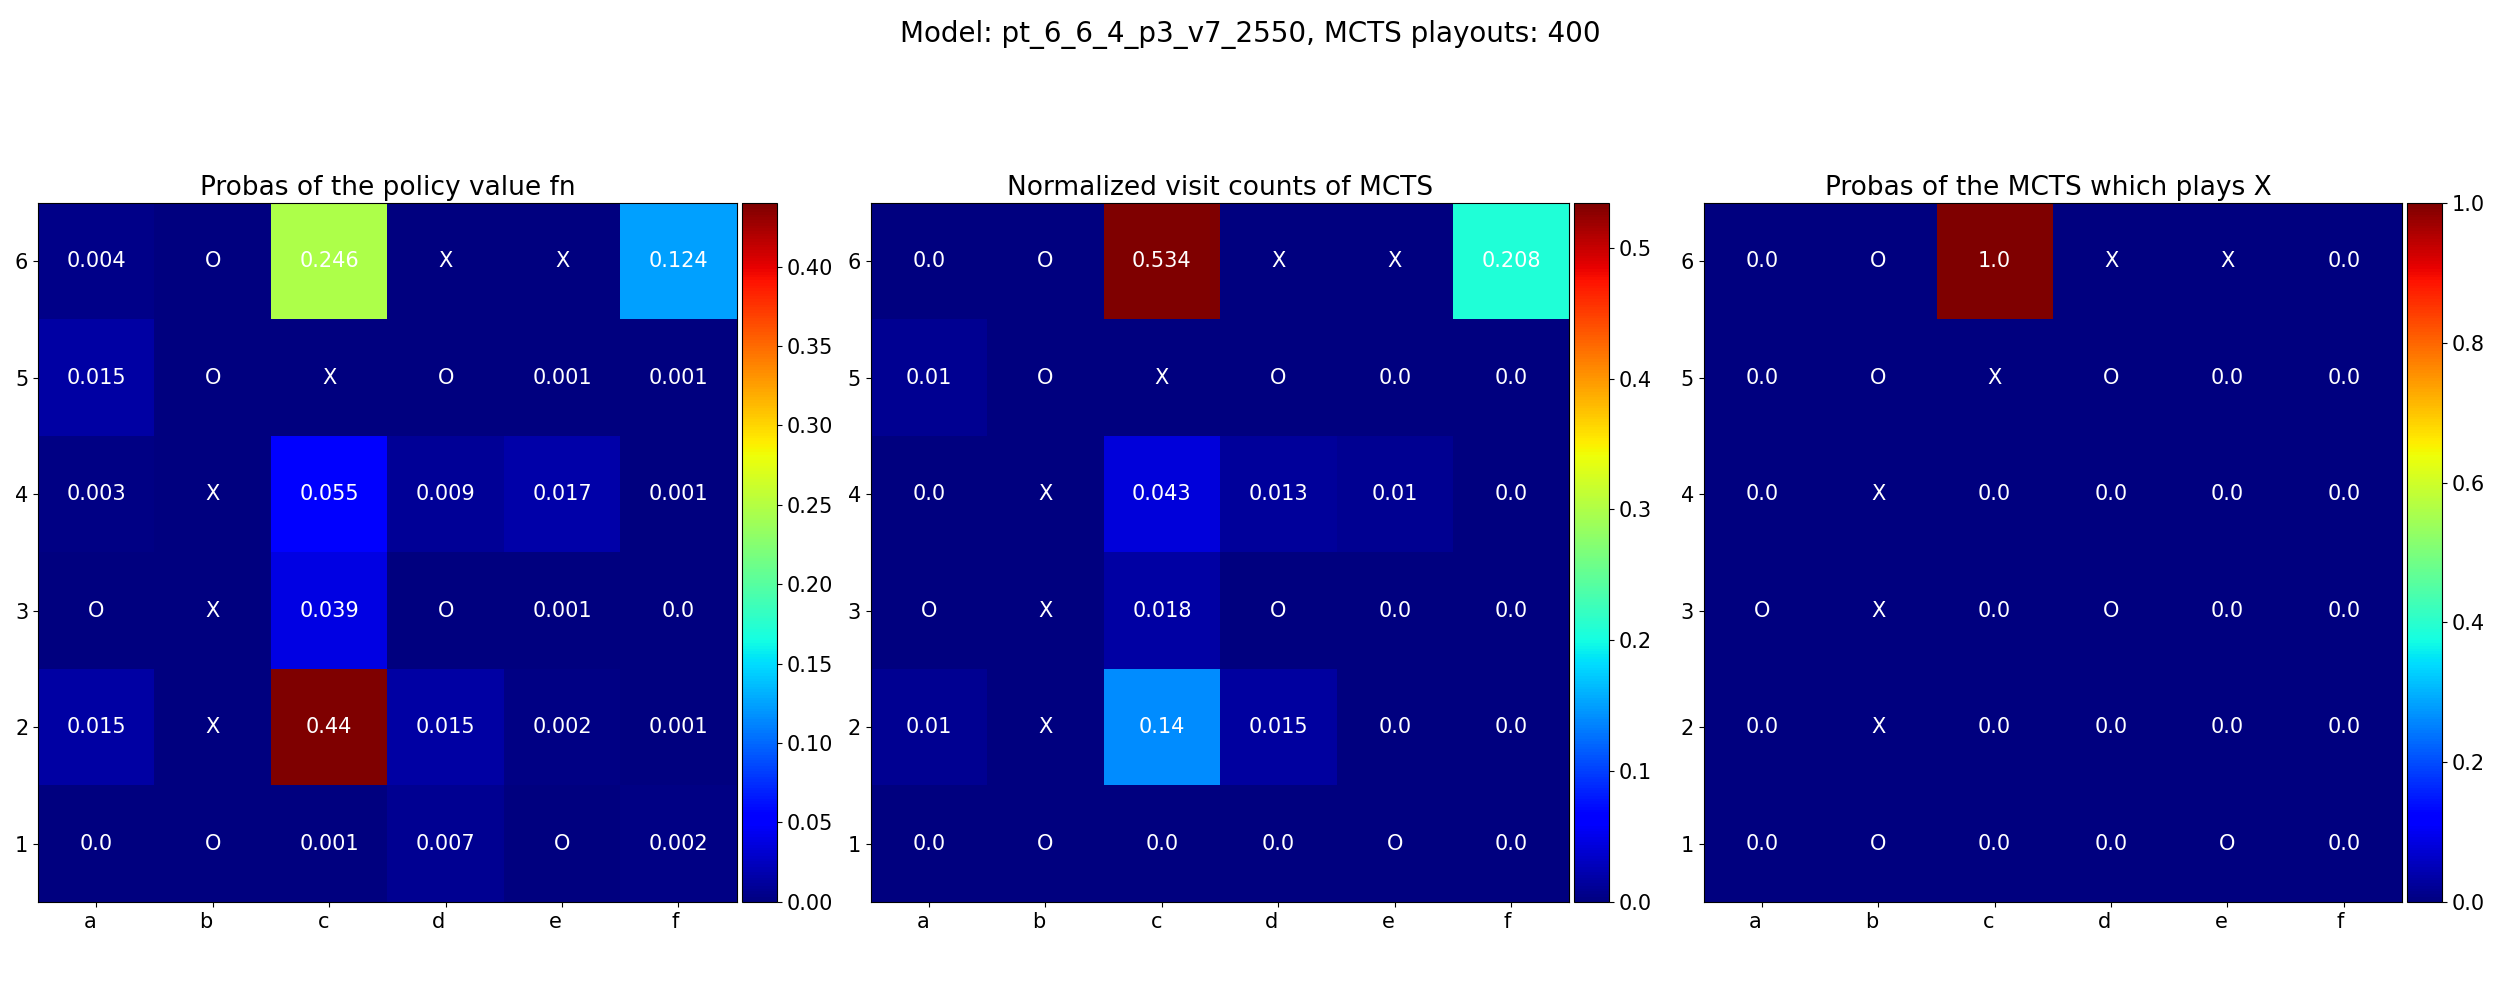 Model: pt_6_6_4_p3_v7_2550, MCTS playouts: 400
Probas of the policy value fn
6 0.004 O 0.246 X X 0.124
5 0.015 O X O 0.001 0.001
4 0.003 X 0.055 0.009 0.017 0.001
3 O X 0.039 O 0.001 0.0
2 0.015 X 0.44 0.015 0.002 0.001
1 0.0 O 0.001 0.007 O 0.002
a b c d e f
0.40
0.35
0.30
0.25
0.20
0.15
0.10
0.05
0.00
Normalized visit counts of MCTS
6 0.0 O 0.534 X X 0.208
5 0.01 O X O 0.0 0.0
4 0.0 X 0.043 0.013 0.01 0.0
3 O X 0.018 O 0.0 0.0
2 0.01 X 0.14 0.015 0.0 0.0
1 0.0 O 0.0 0.0 O 0.0
a b c d e f
0.5
0.4
0.3
0.2
0.1
0.0
Probas of the MCTS which plays X
6 0.0 O 1.0 X X 0.0
5 0.0 O X O 0.0 0.0
4 0.0 X 0.0 0.0 0.0 0.0
3 O X 0.0 O 0.0 0.0
2 0.0 X 0.0 0.0 0.0 0.0
1 0.0 O 0.0 0.0 O 0.0
a b c d e f
1.0
0.8
0.6
0.4
0.2
0.0